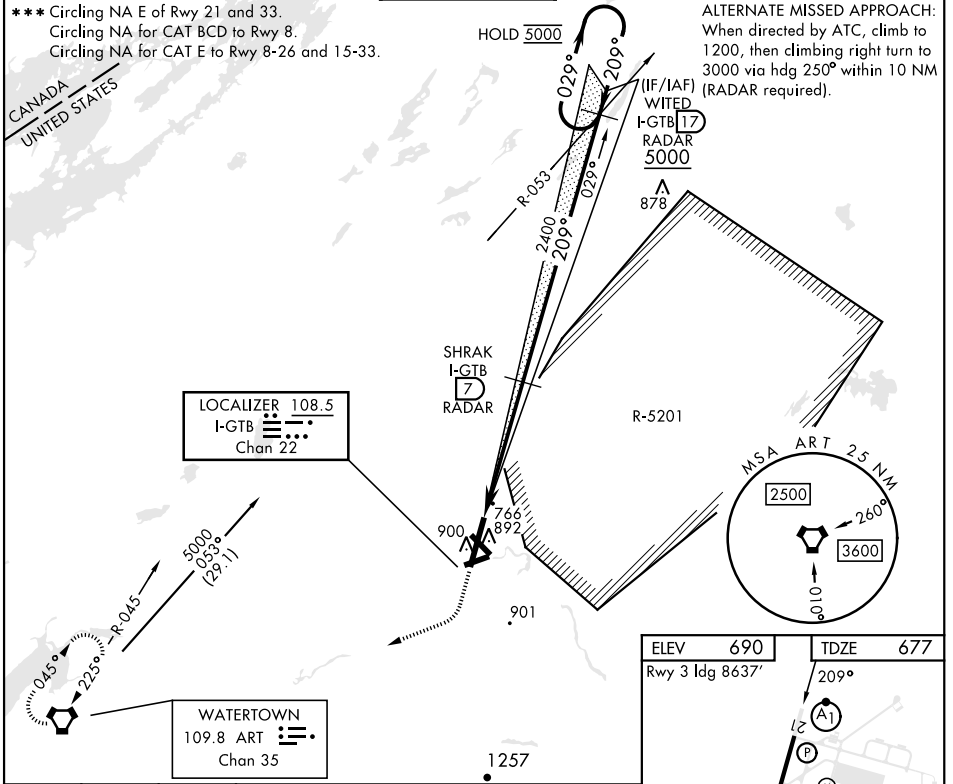 *** Circling NA E of Rwy 21 and 33.
Circling NA for CAT BCD to Rwy 8.
Circling NA for CAT E to Rwy 8-26 and 15-33.
CANADA
UNITED STATES
HOLD 5000
029°
209°
ALTERNATE MISSED APPROACH:
When directed by ATC, climb to
1200, then climbing right turn to
3000 via hdg 250° within 10 NM
(RADAR required).
(IF/IAF)
WITED
I-GTB 17
RADAR
5000
R-053
029°
2400
209°
878
SHRAK
I-GTB
7
RADAR
R-5201
LOCALIZER 108.5
I-GTB
Chan 22
MSA ART 25 NM
2500
260°
3600
010°
766
900
892
901
5000
053°
(29.1)
R-045
045°
225°
WATERTOWN
109.8 ART
Chan 35
1257
ELEV 690
TDZE 677
Rwy 3 ldg 8637'
209°
A1
21
P